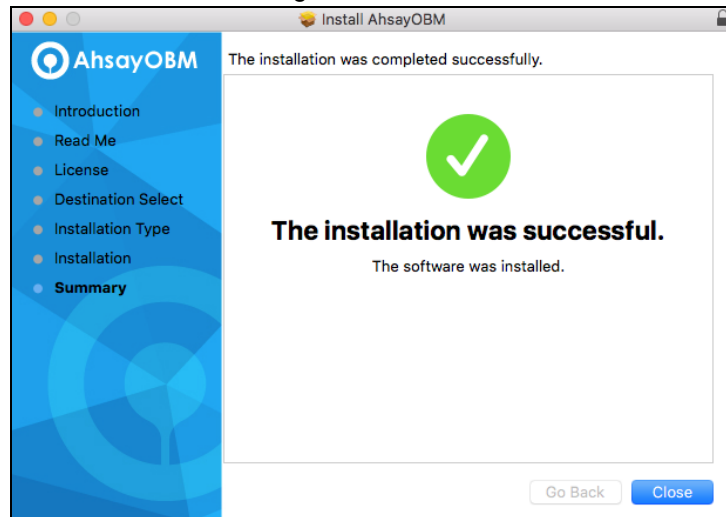 Install AhsayOBM
AhsayOBM
The installation was completed successfully.
Introduction
Read Me
License
Destination Select
Installation Type
Installation
Summary
The installation was successful.
The software was installed.
Go Back
Close